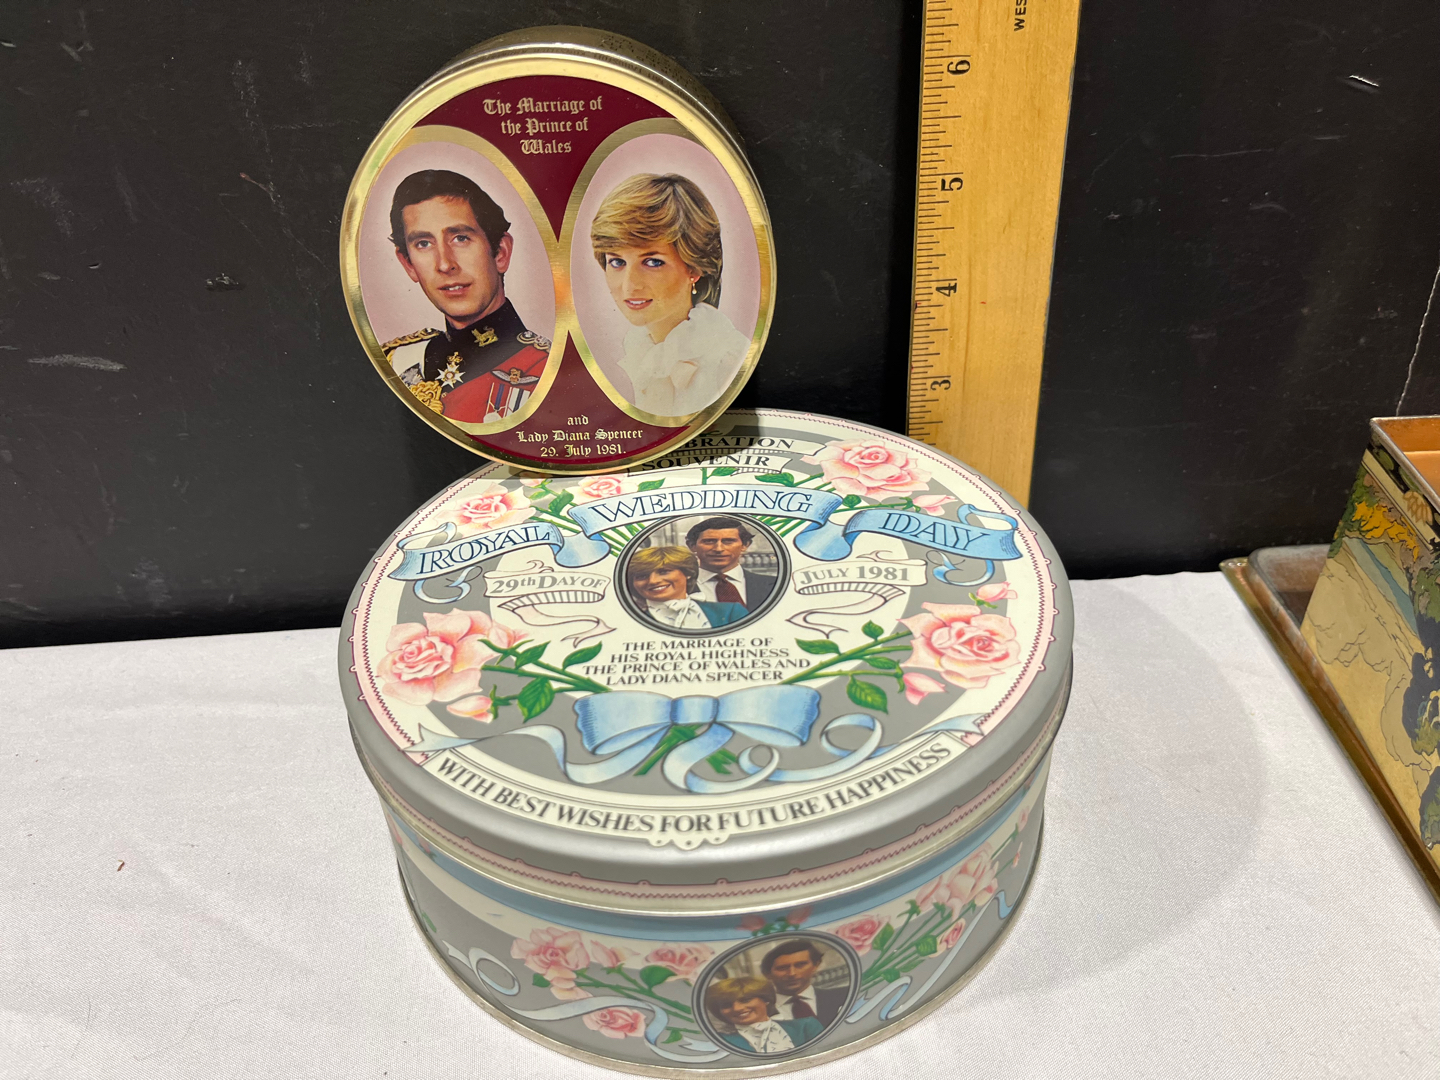 The Marriage of
the Prince of
Wales
and
Lady Diana Spencer
29. July 1981.
SOUVENIR
ROYAL WEDDING DAY
29th DAY OF JULY 1981
THE MARRIAGE OF
HIS ROYAL HIGHNESS
THE PRINCE OF WALES AND
LADY DIANA SPENCER
WITH BEST WISHES FOR FUTURE HAPPINESS
6
5
4
3